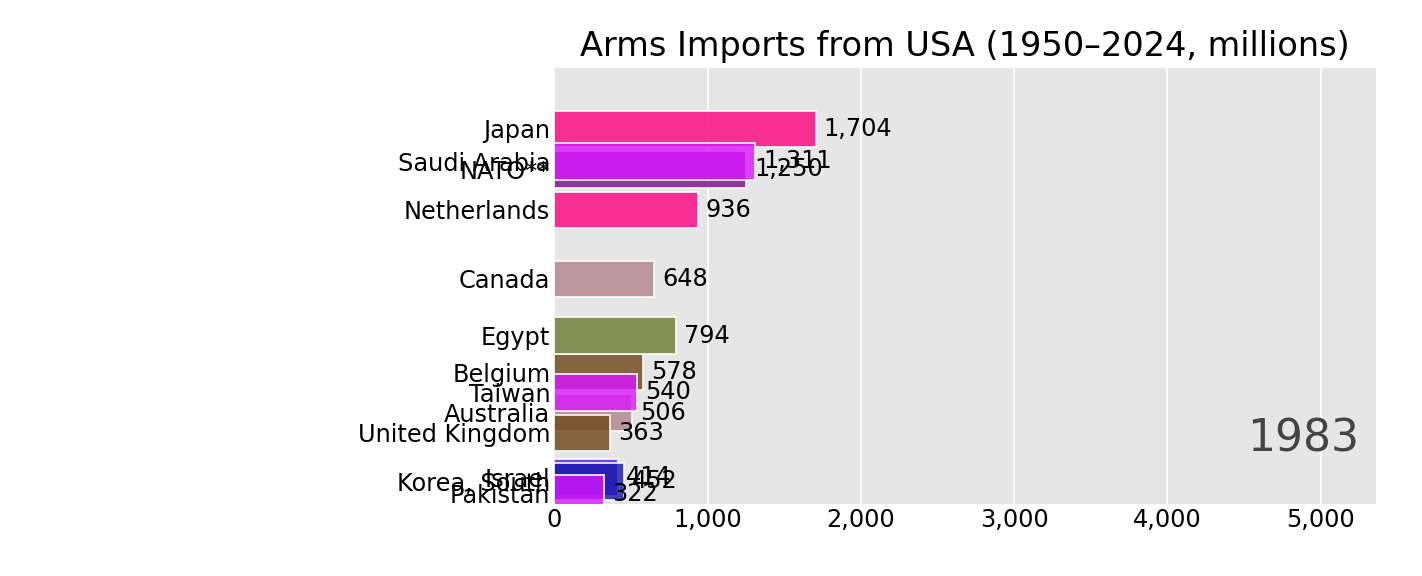 Arms Imports from USA (1950–2024, millions)
Japan 1,704
Saudi Arabia 1,311
NATO** 1,250
Netherlands 936
Canada 648
Egypt 794
Belgium 578
Taiwan 540
Australia 506
United Kingdom 363
1983
Israel 414
Korea, South 452
Pakistan 322
0 1,000 2,000 3,000 4,000 5,000